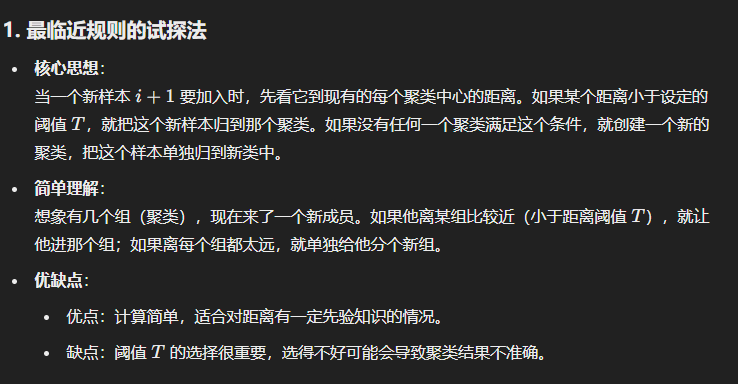 1. 最临近规则的试探法
• 核心思想：
当一个新样本 i + 1 要加入时，先看它到现有的每个聚类中心的距离。如果某个距离小于设定的
阈值 T，就把这个新样本归到那个聚类。如果没有任何一个聚类满足这个条件，就创建一个新的
聚类，把这个样本单独归到新类中。
• 简单理解：
想象有几个组（聚类），现在来了一个新成员。如果他离某组比较近（小于距离阈值 T），就让
他进那个组；如果离每个组都太远，就单独给他分个新组。
• 优缺点：
• 优点：计算简单，适合对距离有一定先验知识的情况。
• 缺点：阈值 T 的选择很重要，选得不好可能会导致聚类结果不准确。